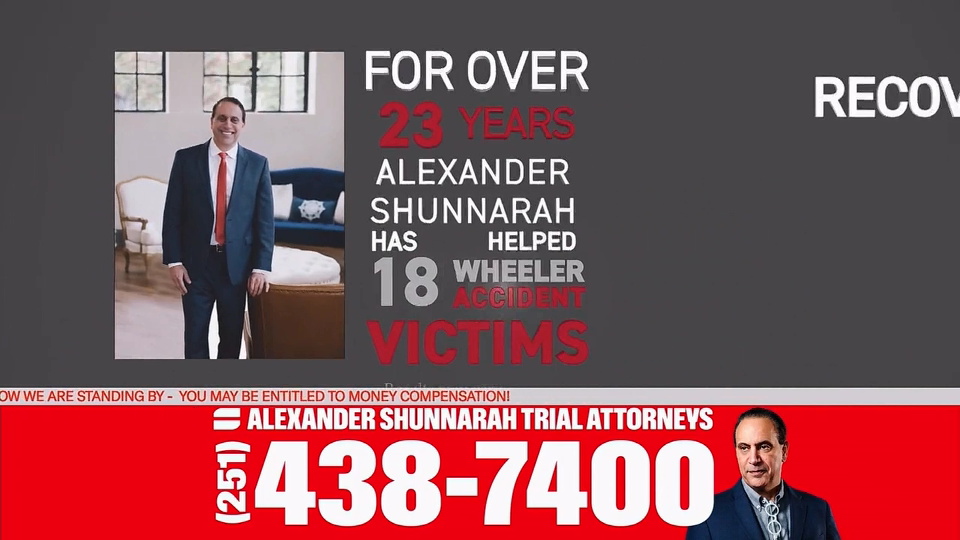 FOR OVER
23 YEARS
ALEXANDER
SHUNNARAH
HAS HELPED
18 WHEELER
ACCIDENT
VICTIMS
RECOV
OW WE ARE STANDING BY - YOU MAY BE ENTITLED TO MONEY COMPENSATION!
ALEXANDER SHUNNARAH TRIAL ATTORNEYS
(251) 438-7400